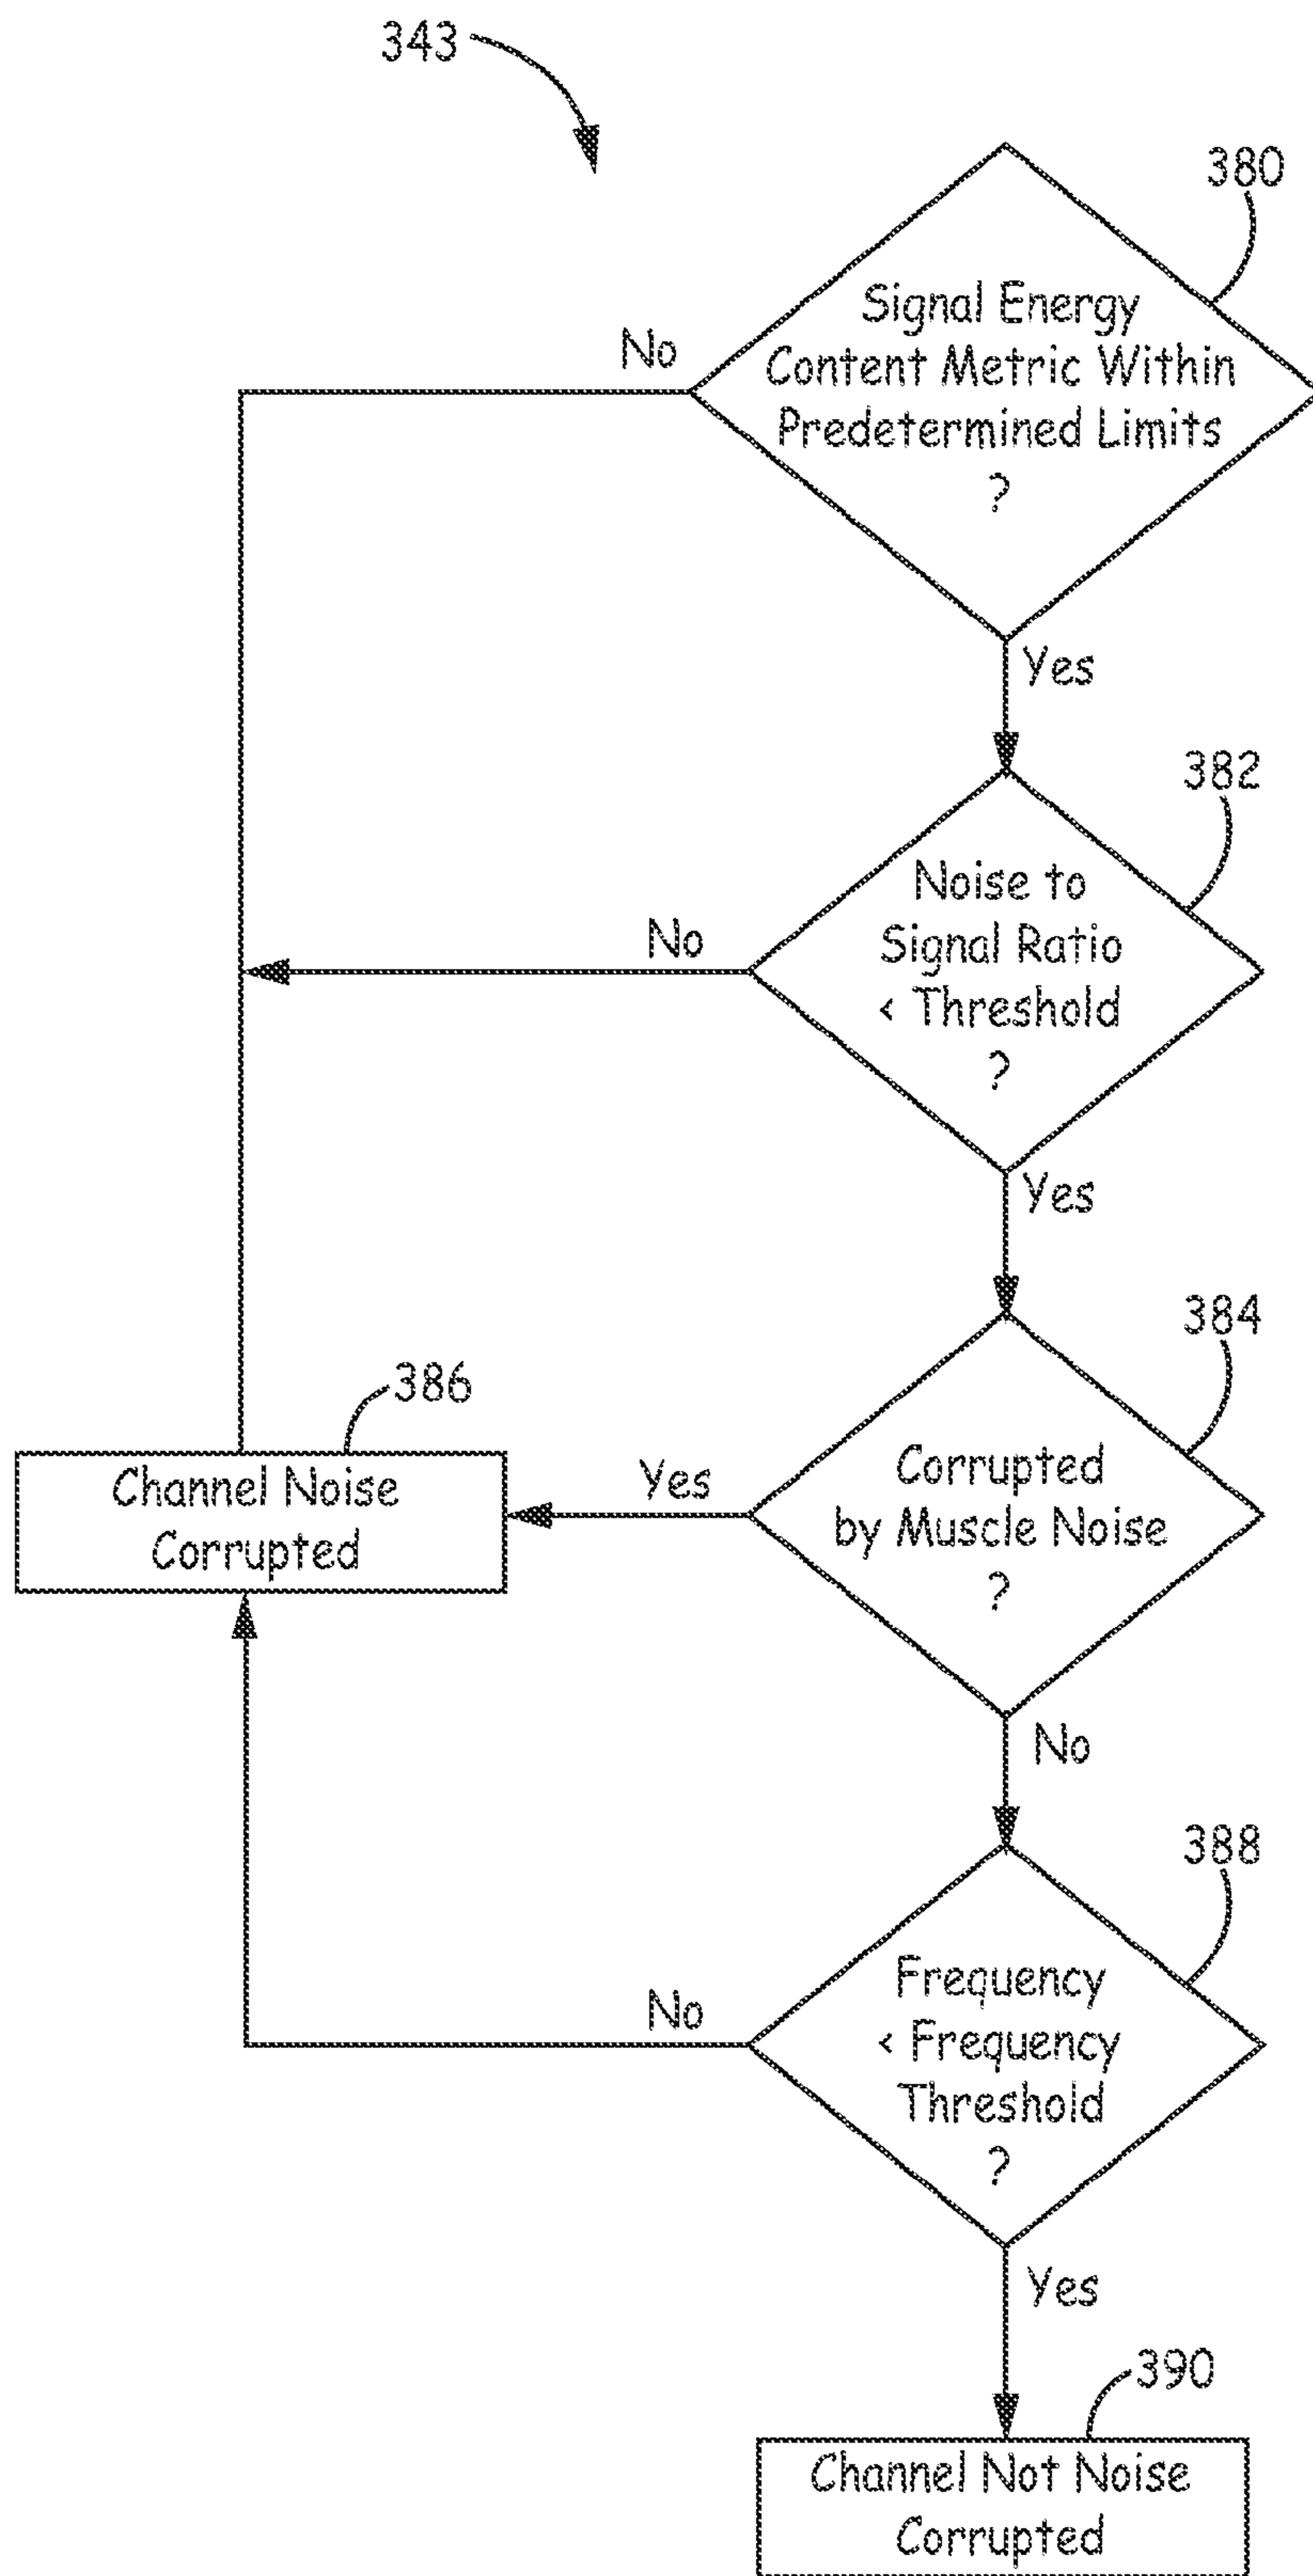 343
380
Signal Energy
Content Metric Within
Predetermined Limits
?
No
Yes
382
Noise to
Signal Ratio
< Threshold
?
No
Yes
384
Corrupted
by Muscle Noise
?
Yes
386
Channel Noise
Corrupted
No
388
Frequency
< Frequency
Threshold
?
No
Yes
390
Channel Not Noise
Corrupted